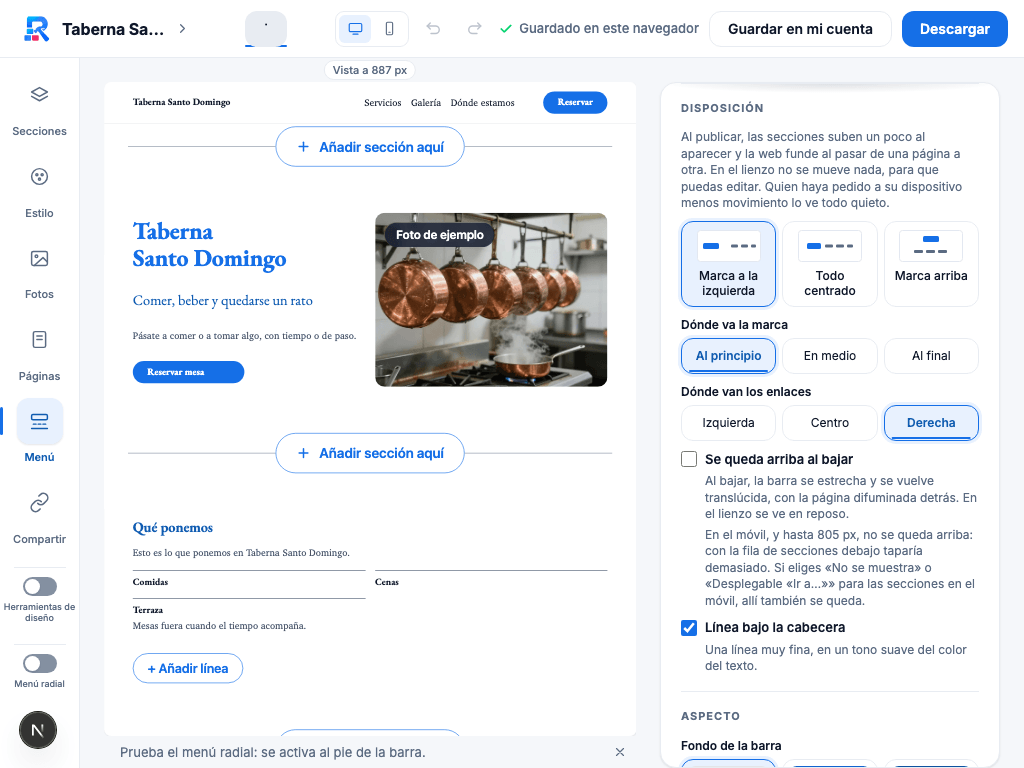 Taberna Sa...
Guardado en este navegador
Guardar en mi cuenta
Descargar
Vista a 887 px
Secciones
Estilo
Fotos
Páginas
Menú
Compartir
Herramientas de
diseño
Menú radial
N
Taberna Santo Domingo
Servicios Galería Dónde estamos
Reservar
+ Añadir sección aquí
Taberna
Santo Domingo
Comer, beber y quedarse un rato
Pásate a comer o a tomar algo, con tiempo o de paso.
Reservar mesa
Foto de ejemplo
+ Añadir sección aquí
Qué ponemos
Esto es lo que ponemos en Taberna Santo Domingo.
Comidas
Cenas
Terraza
Mesas fuera cuando el tiempo acompaña.
+ Añadir línea
Prueba el menú radial: se activa al pie de la barra.
DISPOSICIÓN
Al publicar, las secciones suben un poco al
aparecer y la web funde al pasar de una página a
otra. En el lienzo no se mueve nada, para que
puedas editar. Quien haya pedido a su dispositivo
menos movimiento lo ve todo quieto.
Marca a la
izquierda
Todo
centrado
Marca arriba
Dónde va la marca
Al principio
En medio
Al final
Dónde van los enlaces
Izquierda
Centro
Derecha
Se queda arriba al bajar
Al bajar, la barra se estrecha y se vuelve
translúcida, con la página difuminada detrás. En
el lienzo se ve en reposo.
En el móvil, y hasta 805 px, no se queda arriba:
con la fila de secciones debajo taparía
demasiado. Si eliges «No se muestra» o
«Desplegable «Ir a...»» para las secciones en el
móvil, allí también se queda.
Línea bajo la cabecera
Una línea muy fina, en un tono suave del color
del texto.
ASPECTO
Fondo de la barra